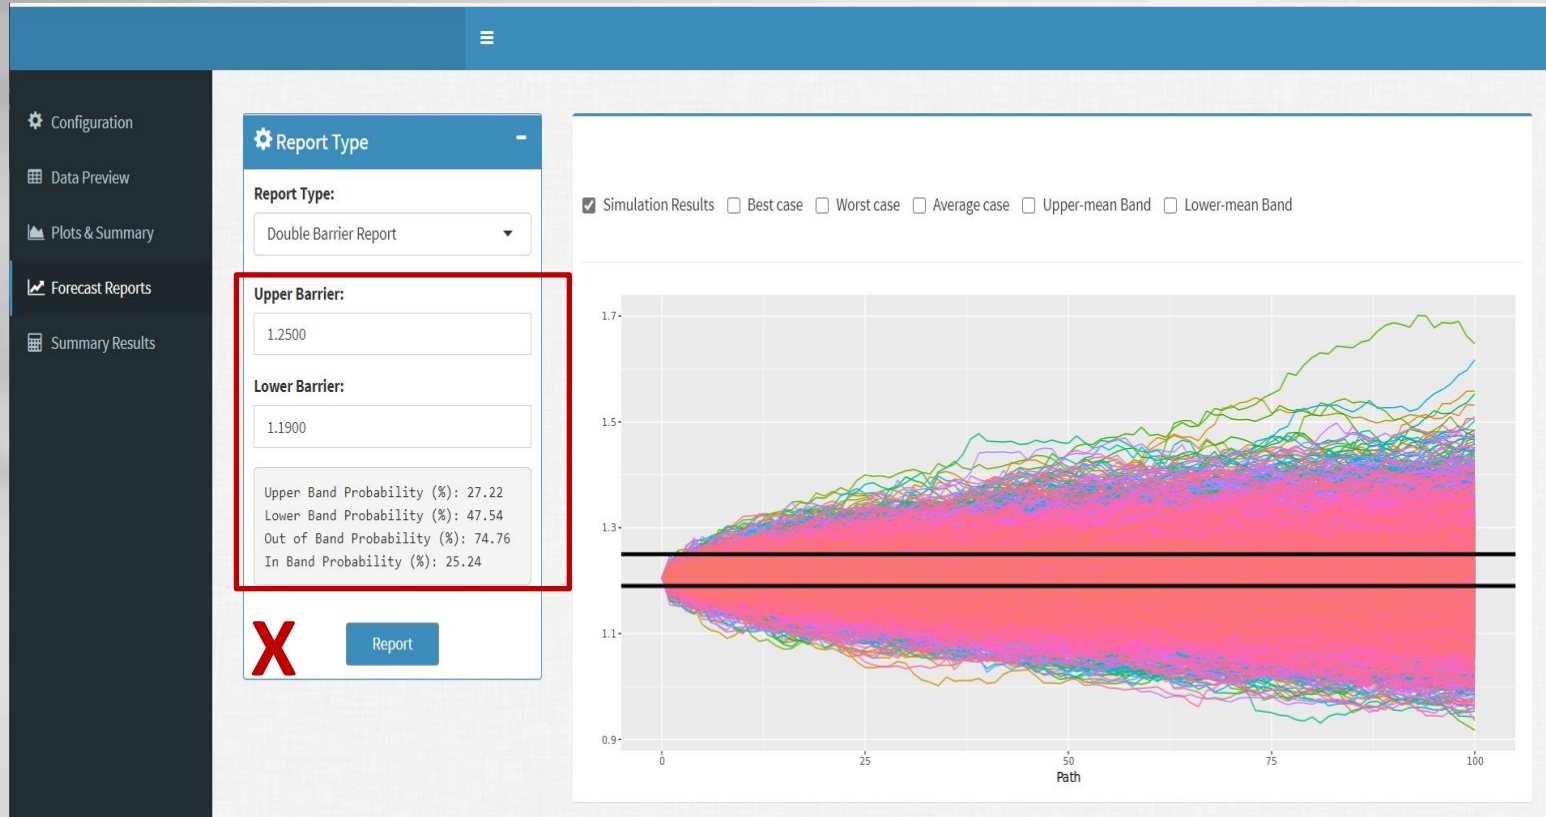 Configuration
Data Preview
Plots & Summary
Forecast Reports
Summary Results
Report Type
Report Type:
Double Barrier Report
Upper Barrier:
1.2500
Lower Barrier:
1.1900
Upper Band Probability (%): 27.22
Lower Band Probability (%): 47.54
Out of Band Probability (%): 74.76
In Band Probability (%): 25.24
X
Report
Simulation Results Best case Worst case Average case Upper-mean Band Lower-mean Band
1.7
1.5
1.3
1.1
0.9
0 25 50 75 100
Path